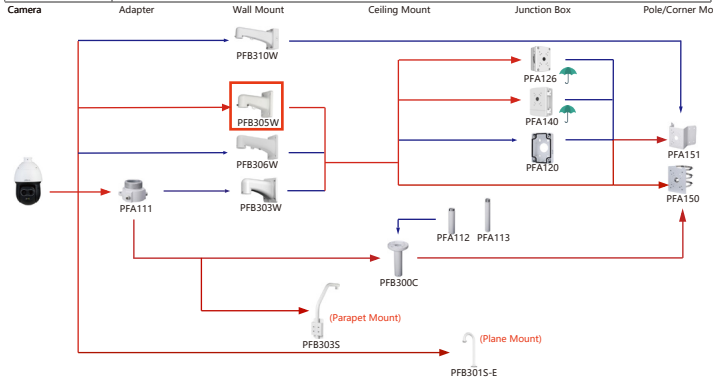 Camera Adapter Wall Mount Ceiling Mount Junction Box Pole/Corner Mo
PFB310W
PFA126
PFB305W
PFA140
PFB306W
PFA120
PFA151
PFA111
PFB303W
PFA150
PFA112 PFA113
PFB300C
(Parapet Mount)
PFB303S
(Plane Mount)
PFB301S-E